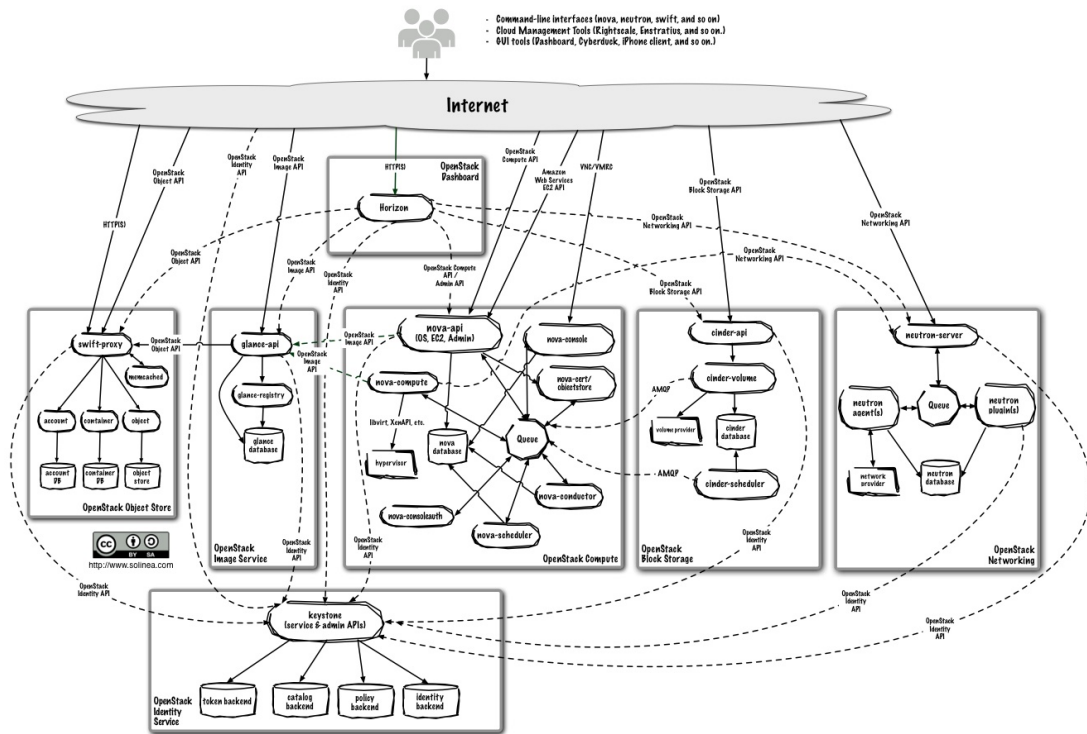 - Command-line interfaces (nova, neutron, swift, and so on)
- Cloud Management Tools (Rightscale, Enstratius, and so on.)
- GUI tools (Dashboard, Cyberduck, iPhone client, and so on.)
Internet
HTTP(S)
OpenStack
Object API
OpenStack
Identity
API
OpenStack
Image API
HTTP(S)
OpenStack
Compute API
Amazon
Web Services
EC2 API
VNC/VMRC
OpenStack
Block Storage API
OpenStack
Networking API
OpenStack
Dashboard
Horizon
OpenStack
Object API
OpenStack
Image API
OpenStack
Identity
API
OpenStack Compute
API /
Admin API
OpenStack
Block Storage API
OpenStack
Networking API
OpenStack
Networking API
swift-proxy
memcached
account
container
object
account
DB
container
DB
object
store
OpenStack Object Store
OpenStack
Object API
glance-api
glance-registry
glance
database
OpenStack
Image Service
OpenStack
Image API
OpenStack
Image
API
nova-api
(OS, EC2, Admin)
nova-console
nova-compute
nova-cert/
objectstore
libvirt, XenAPI, etc.
hypervisor
nova
database
Queue
nova-conductor
nova-consoleauth
nova-scheduler
OpenStack Compute
AMQP
AMQP
cinder-api
cinder-volume
volume provider
cinder
database
cinder-scheduler
OpenStack
Block Storage
neutron-server
neutron
agent(s)
Queue
neutron
plugin(s)
network
provider
neutron
database
OpenStack
Networking
CC
BY SA
http://www.solinea.com
OpenStack
Identity API
OpenStack
Identity
API
OpenStack
Identity
API
OpenStack
Identity API
OpenStack
Identity
API
OpenStack
Identity
API
keystone
(service & admin APIs)
token backend
catalog
backend
policy
backend
identity
backend
OpenStack
Identity
Service